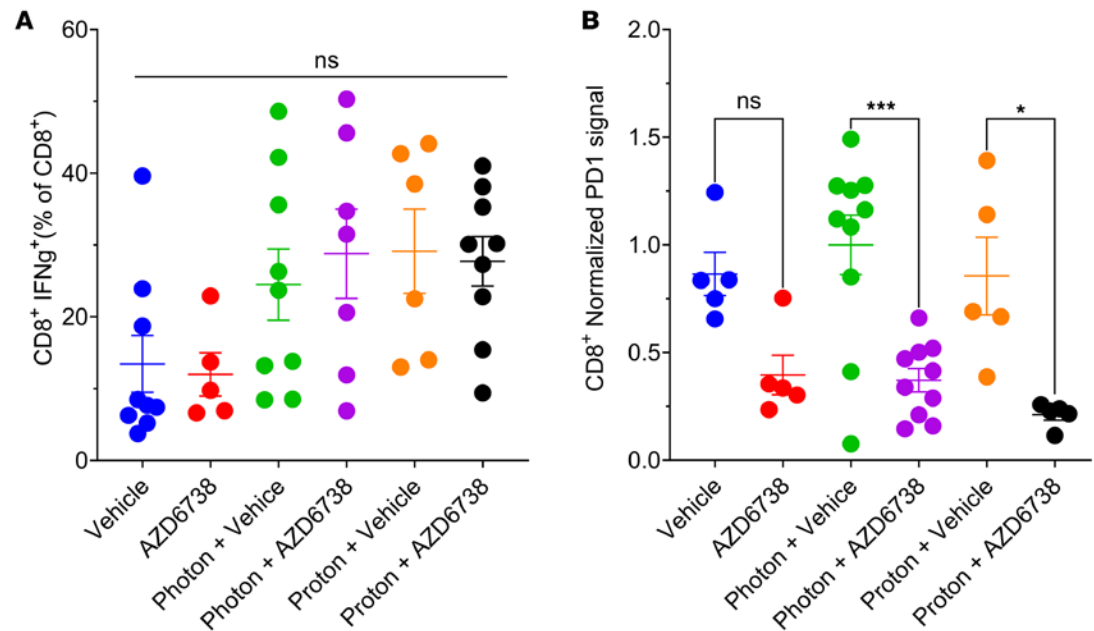 A
CD8⁺ IFNg⁺(% of CD8⁺)
60
40
20
0
ns
Vehicle
AZD6738
Photon + Vehice
Photon + AZD6738
Proton + Vehicle
Proton + AZD6738
B
CD8⁺ Normalized PD1 signal
2.0
1.5
1.0
0.5
0.0
ns
***
*
Vehicle
AZD6738
Photon + Vehice
Photon + AZD6738
Proton + Vehicle
Proton + AZD6738